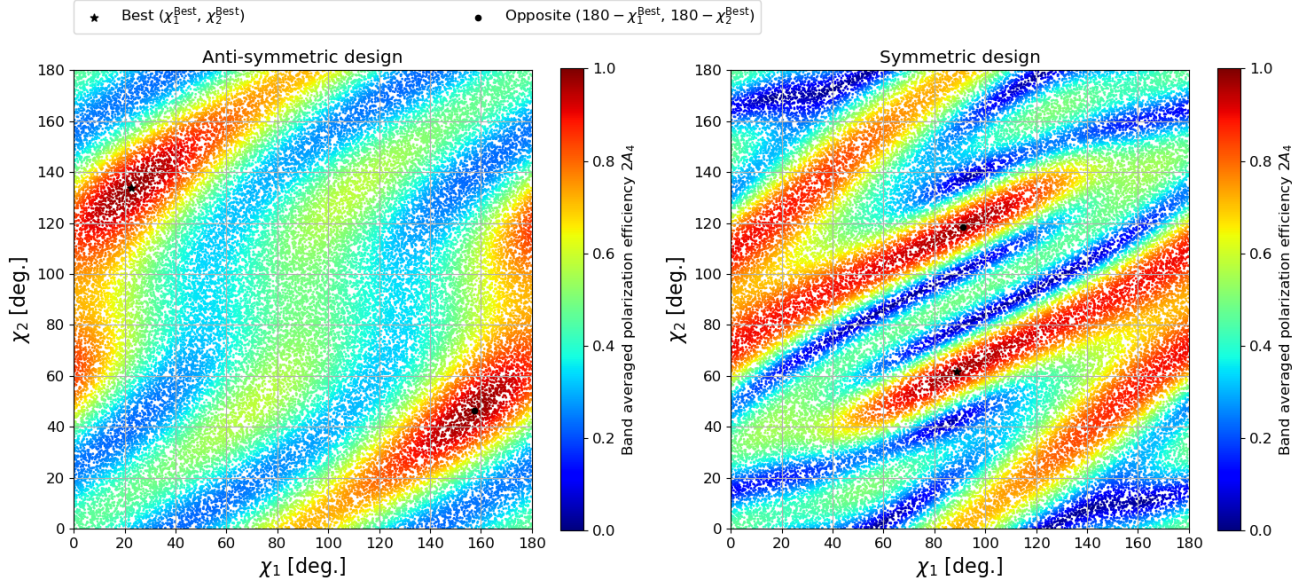 ★ Best (χ₁^Best, χ₂^Best)
● Opposite (180 − χ₁^Best, 180 − χ₂^Best)
Anti-symmetric design
180
160
140
120
100
80
60
40
20
0
χ₂ [deg.]
0 20 40 60 80 100 120 140 160 180
χ₁ [deg.]
1.0
0.8
0.6
0.4
0.2
0.0
Band averaged polarization efficiency 2A₄
Symmetric design
180
160
140
120
100
80
60
40
20
0
χ₂ [deg.]
0 20 40 60 80 100 120 140 160 180
χ₁ [deg.]
1.0
0.8
0.6
0.4
0.2
0.0
Band averaged polarization efficiency 2A₄